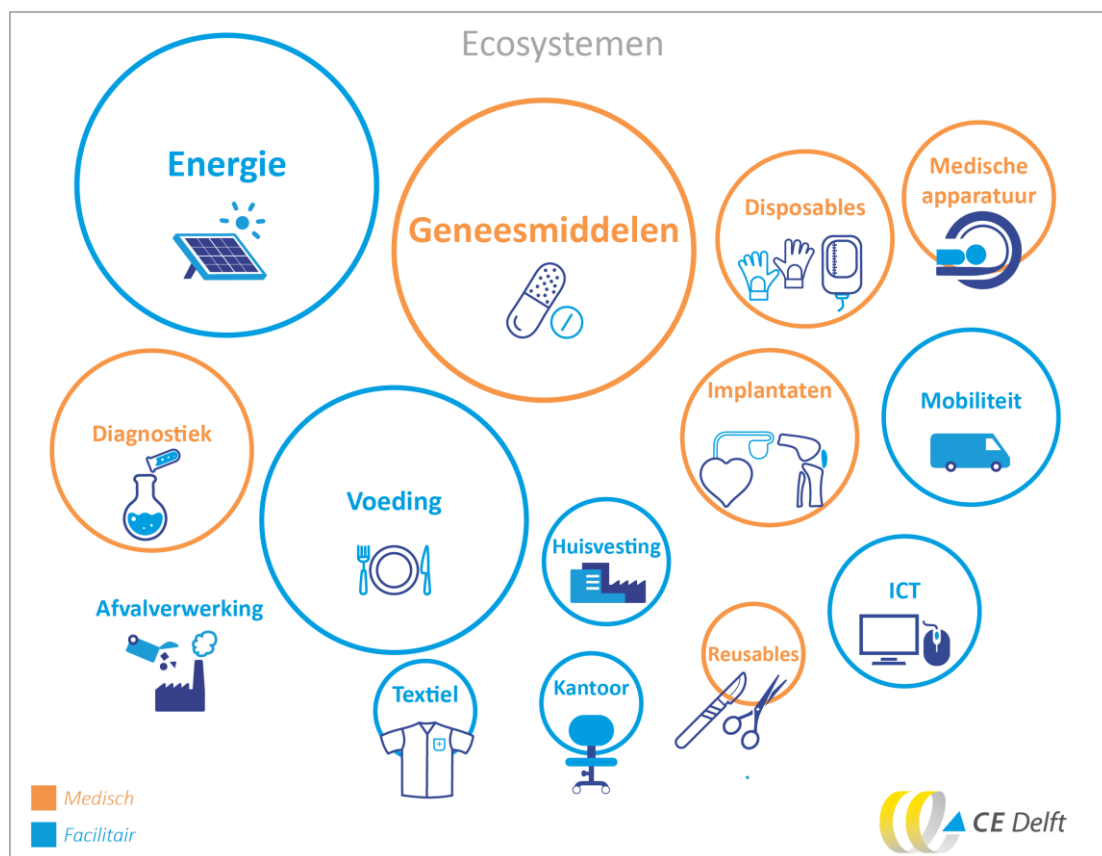 Ecosystemen
Energie
Geneesmiddelen
Disposables
Medische
apparatuur
Diagnostiek
Voeding
Implantaten
Mobiliteit
Huisvesting
Afvalverwerking
ICT
Reusables
Textiel
Kantoor
Medisch
Facilitair
CE Delft